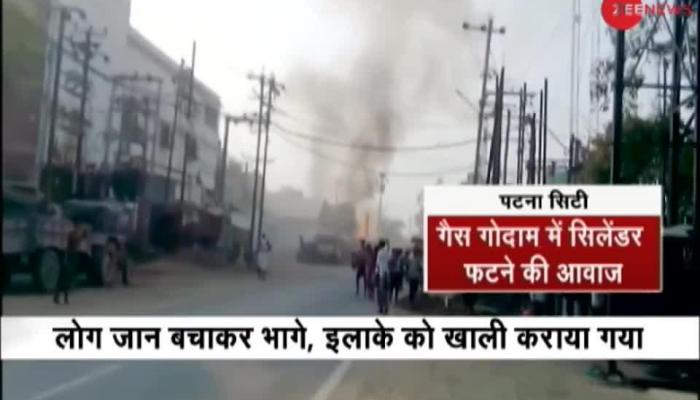 ZEE NEWS
पटना सिटी
गैस गोदाम में सिलेंडर
फटने की आवाज
लोग जान बचाकर भागे, इलाके को खाली कराया गया